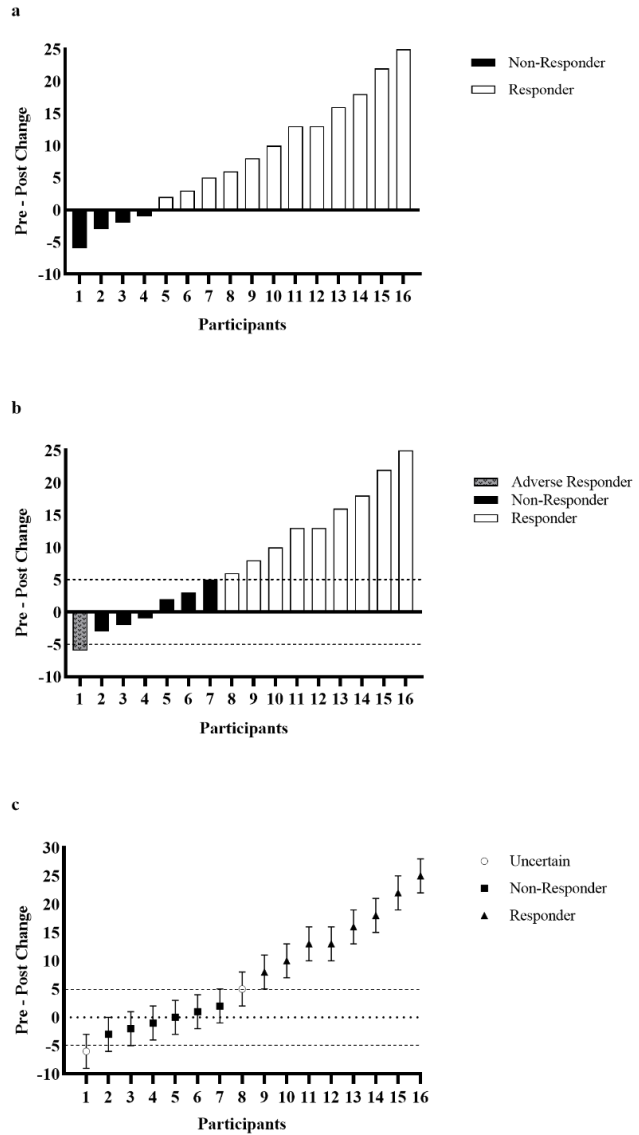 a
25
20
15
10
5
0
-5
-10
Pre - Post Change
1 2 3 4 5 6 7 8 9 10 11 12 13 14 15 16
Participants
Non-Responder
Responder
b
25
20
15
10
5
0
-5
-10
Pre - Post Change
1 2 3 4 5 6 7 8 9 10 11 12 13 14 15 16
Participants
Adverse Responder
Non-Responder
Responder
c
30
25
20
15
10
5
0
-5
-10
Pre - Post Change
1 2 3 4 5 6 7 8 9 10 11 12 13 14 15 16
Participants
Uncertain
Non-Responder
Responder